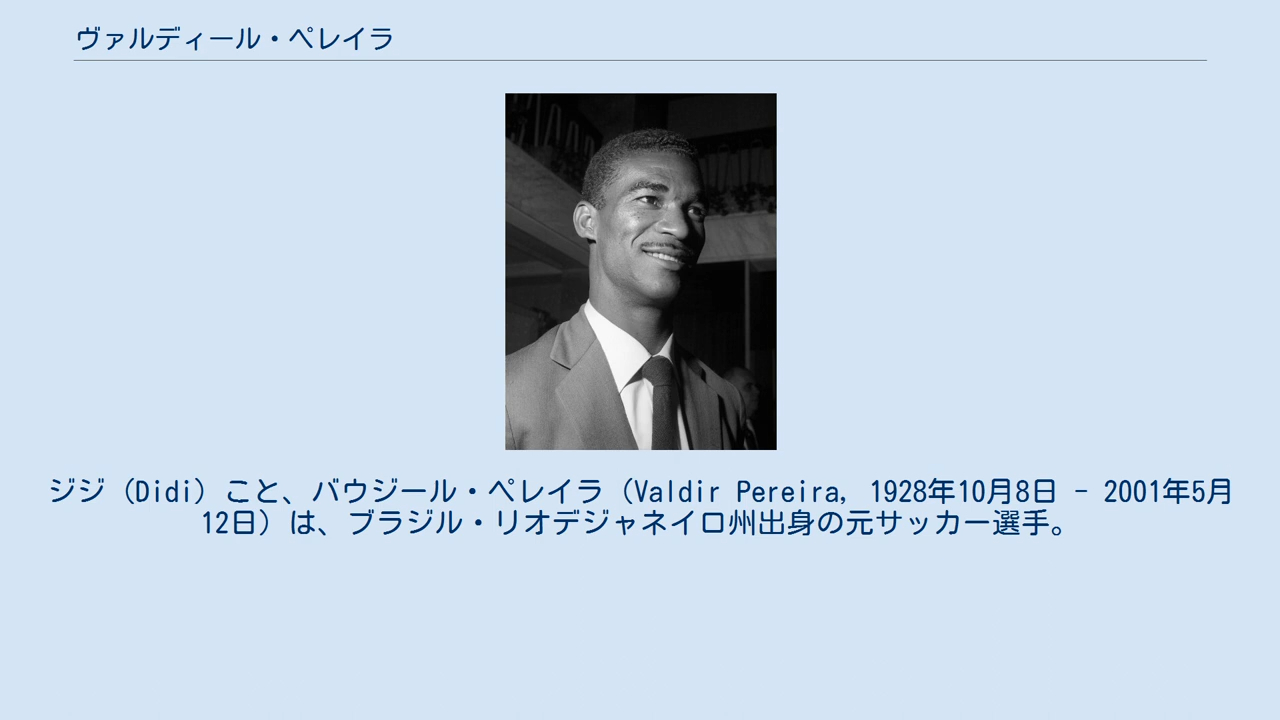 ヴァルディール・ペレイラ
ジジ（Didi）こと、バウジール・ペレイラ（Valdir Pereira, 1928年10月8日 - 2001年5月
12日）は、ブラジル・リオデジャネイロ州出身の元サッカー選手。